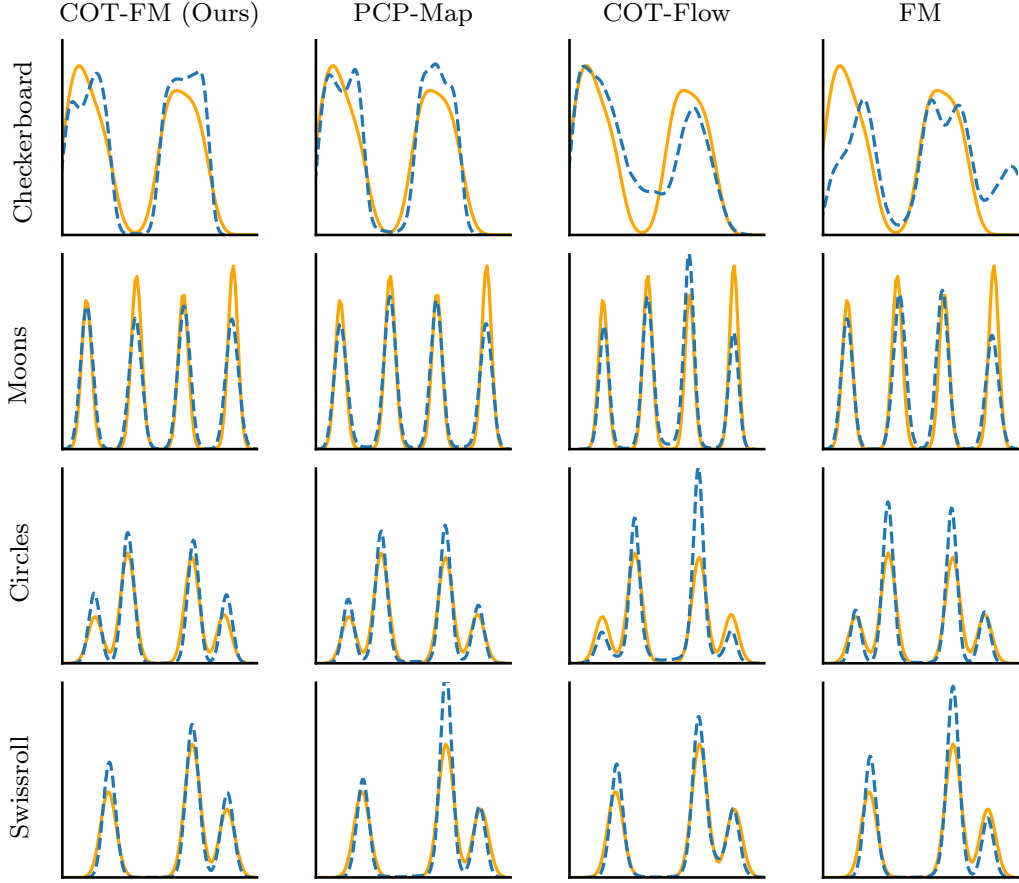 COT-FM (Ours)
PCP-Map
COT-Flow
FM
Checkerboard
Moons
Circles
Swissroll